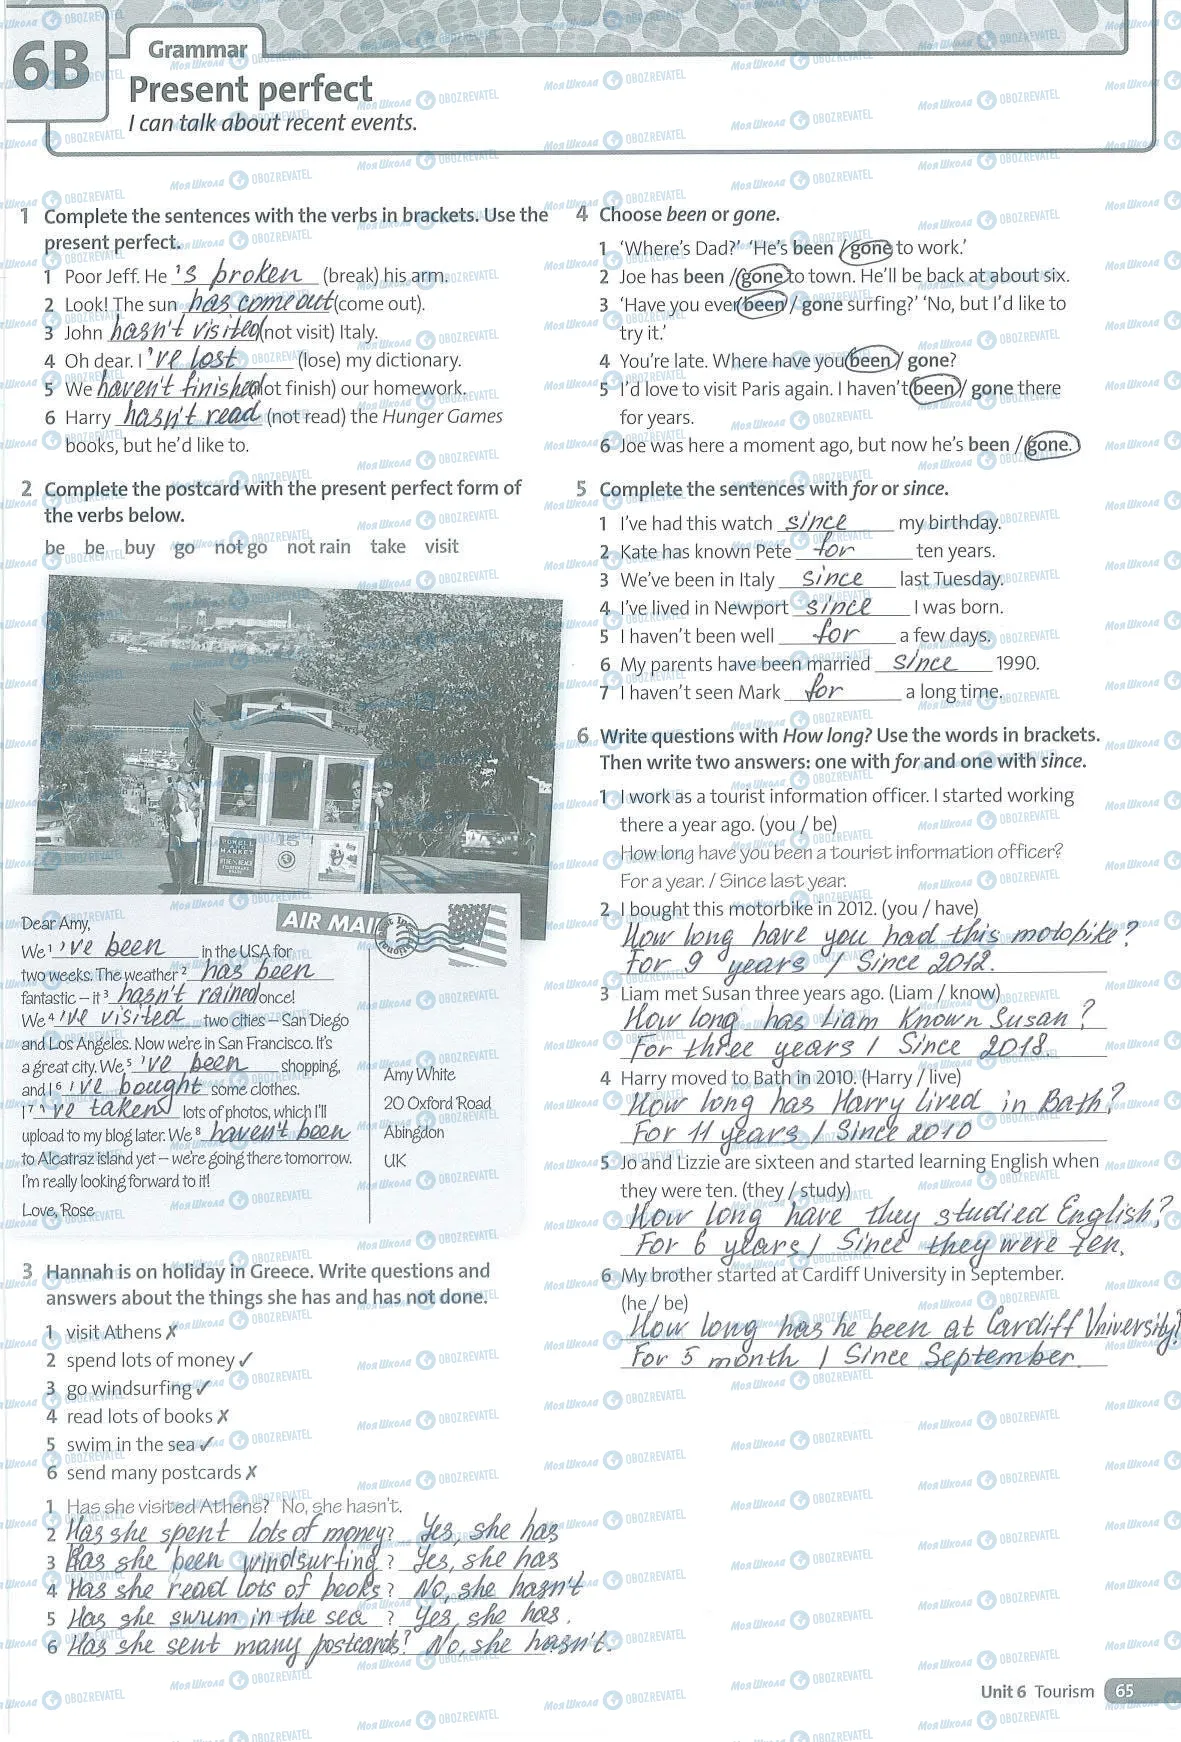 6B
Grammar
Present perfect
I can talk about recent events.
1 Complete the sentences with the verbs in brackets. Use the
present perfect.
1 Poor Jeff. He 's broken (break) his arm.
2 Look! The sun has come out (come out).
3 John hasn't visited (not visit) Italy.
4 Oh dear. I 've lost (lose) my dictionary.
5 We haven't finished (not finish) our homework.
6 Harry hasn't read (not read) the Hunger Games
books, but he'd like to.
2 Complete the postcard with the present perfect form of
the verbs below.
be be buy go not go not rain take visit
POWELL
AND
MARKET
15
AIR MAIL
Dear Amy,
We 1 've been in the USA for
two weeks. The weather 2 has been
fantastic – it 3 hasn't rained once!
We 4 've visited two cities – San Diego
and Los Angeles. Now we're in San Francisco. It's
a great city. We 5 've been shopping,
and I 6 've bought some clothes.
I 7 've taken lots of photos, which I'll
upload to my blog later. We 8 haven't been
to Alcatraz island yet – we're going there tomorrow.
I'm really looking forward to it!
Love, Rose
Amy White
20 Oxford Road
Abingdon
UK
3 Hannah is on holiday in Greece. Write questions and
answers about the things she has and has not done.
1 visit Athens ✗
2 spend lots of money ✓
3 go windsurfing ✓
4 read lots of books ✗
5 swim in the sea ✓
6 send many postcards ✗
1 Has she visited Athens? No, she hasn't.
2 Has she spent lots of money? Yes, she has
3 Has she been windsurfing? Yes, she has
4 Has she read lots of books? No, she hasn't
5 Has she swum in the sea? Yes, she has.
6 Has she sent many postcards? No, she hasn't.
4 Choose been or gone.
1 'Where's Dad?' 'He's been / gone to work.'
2 Joe has been / gone to town. He'll be back at about six.
3 'Have you ever been / gone surfing?' 'No, but I'd like to
try it.'
4 You're late. Where have you been / gone?
5 I'd love to visit Paris again. I haven't been / gone there
for years.
6 Joe was here a moment ago, but now he's been / gone.
5 Complete the sentences with for or since.
1 I've had this watch since my birthday.
2 Kate has known Pete for ten years.
3 We've been in Italy since last Tuesday.
4 I've lived in Newport since I was born.
5 I haven't been well for a few days.
6 My parents have been married since 1990.
7 I haven't seen Mark for a long time.
6 Write questions with How long? Use the words in brackets.
Then write two answers: one with for and one with since.
1 I work as a tourist information officer. I started working
there a year ago. (you / be)
How long have you been a tourist information officer?
For a year. / Since last year.
2 I bought this motorbike in 2012. (you / have)
How long have you had this motobike?
For 9 years / Since 2012.
3 Liam met Susan three years ago. (Liam / know)
How long has Liam known Susan?
For three years / Since 2018.
4 Harry moved to Bath in 2010. (Harry / live)
How long has Harry lived in Bath?
For 11 years / Since 2010
5 Jo and Lizzie are sixteen and started learning English when
they were ten. (they / study)
How long have they studied English?
For 6 years / Since they were ten.
6 My brother started at Cardiff University in September.
(he / be)
How long has he been at Cardiff University?
For 5 month / Since September.
Unit 6 Tourism 65
МояШкола OBOZREVATEL